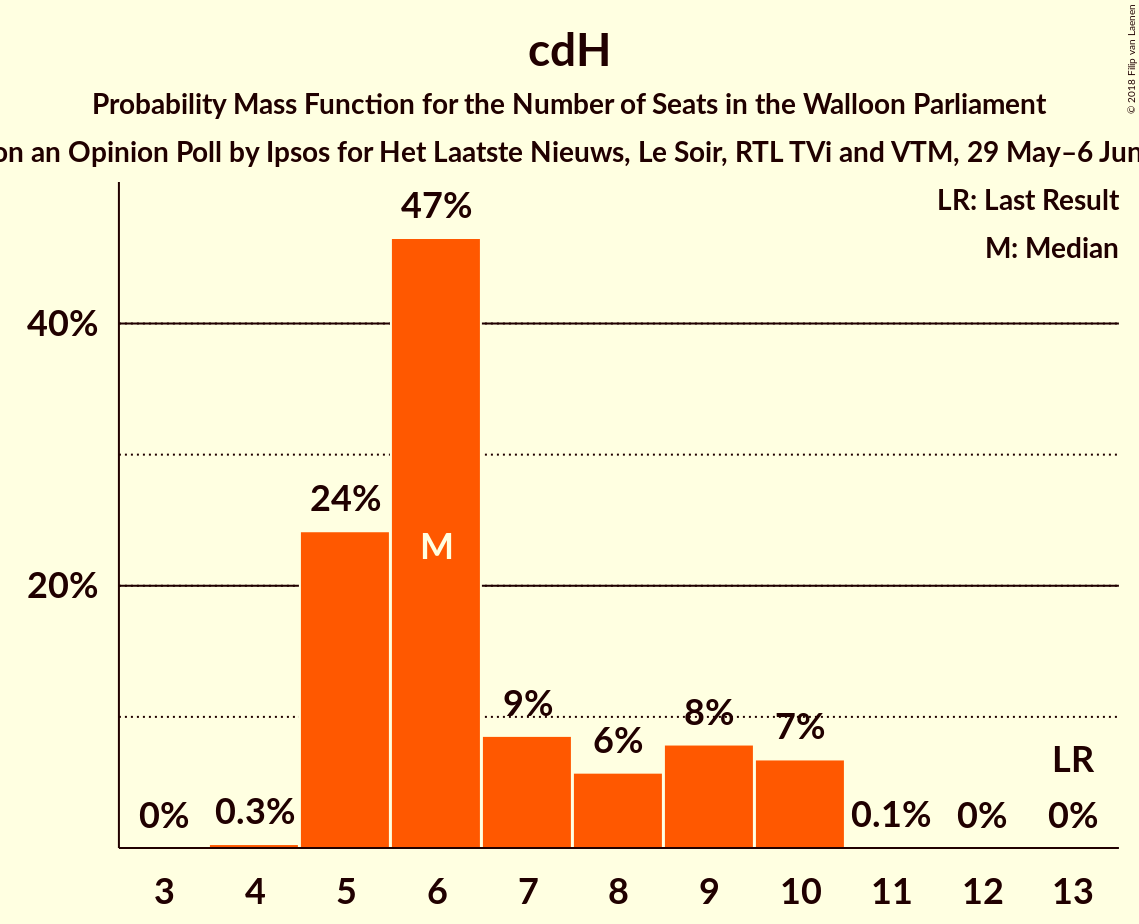 cdH
Probability Mass Function for the Number of Seats in the Walloon Parliament
on an Opinion Poll by Ipsos for Het Laatste Nieuws, Le Soir, RTL TVi and VTM, 29 May–6 Jun
© 2018 Filip van Laenen
LR: Last Result
M: Median
47%
40%
24%
M
20%
9%
8%
7%
6%
LR
0%
0.3%
0.1%
0%
0%
3 4 5 6 7 8 9 10 11 12 13